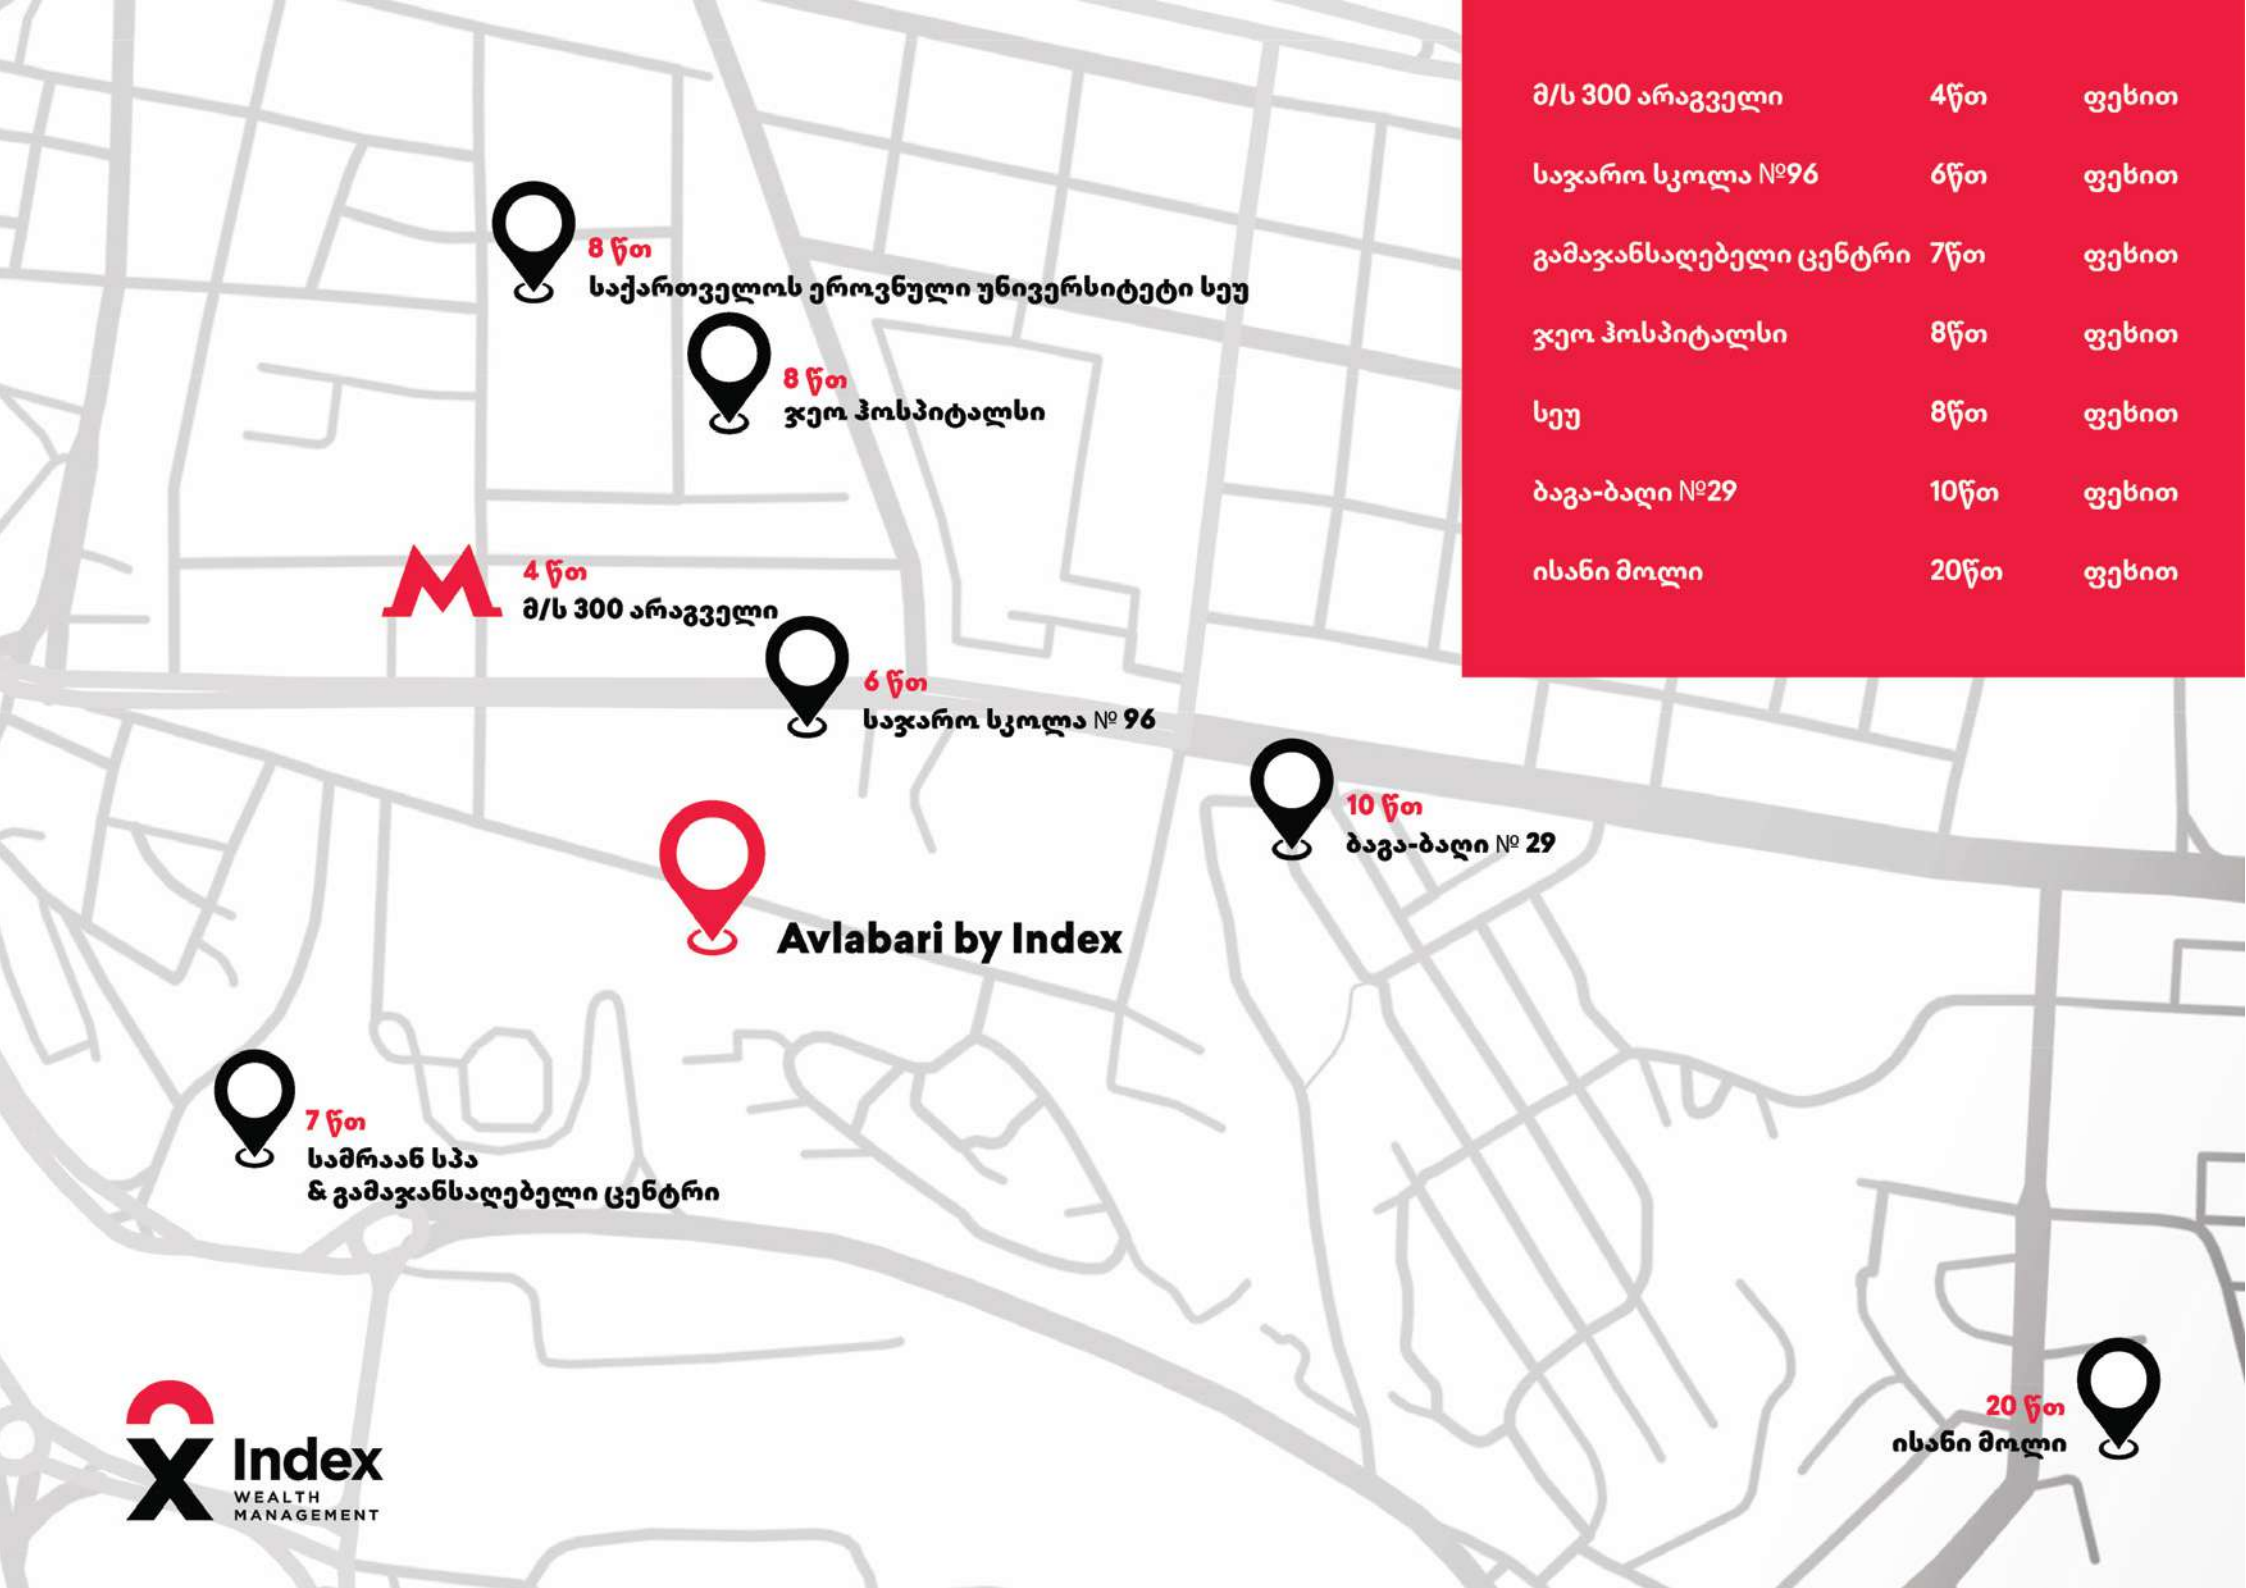 მ/ს 300 არაგველი 4წთ ფეხით
საჯარო სკოლა №96 6წთ ფეხით
გამაჯანსაღებელი ცენტრი 7წთ ფეხით
ჯეო ჰოსპიტალსი 8წთ ფეხით
სეუ 8წთ ფეხით
ბაგა-ბაღი №29 10წთ ფეხით
ისანი მოლი 20წთ ფეხით
8 წთ
საქართველოს ეროვნული უნივერსიტეტი სეუ
8 წთ
ჯეო ჰოსპიტალსი
4 წთ
მ/ს 300 არაგველი
6 წთ
საჯარო სკოლა № 96
10 წთ
ბაგა-ბაღი № 29
Avlabari by Index
7 წთ
სამრაან სპა
& გამაჯანსაღებელი ცენტრი
20 წთ
ისანი მოლი
Index
WEALTH
MANAGEMENT